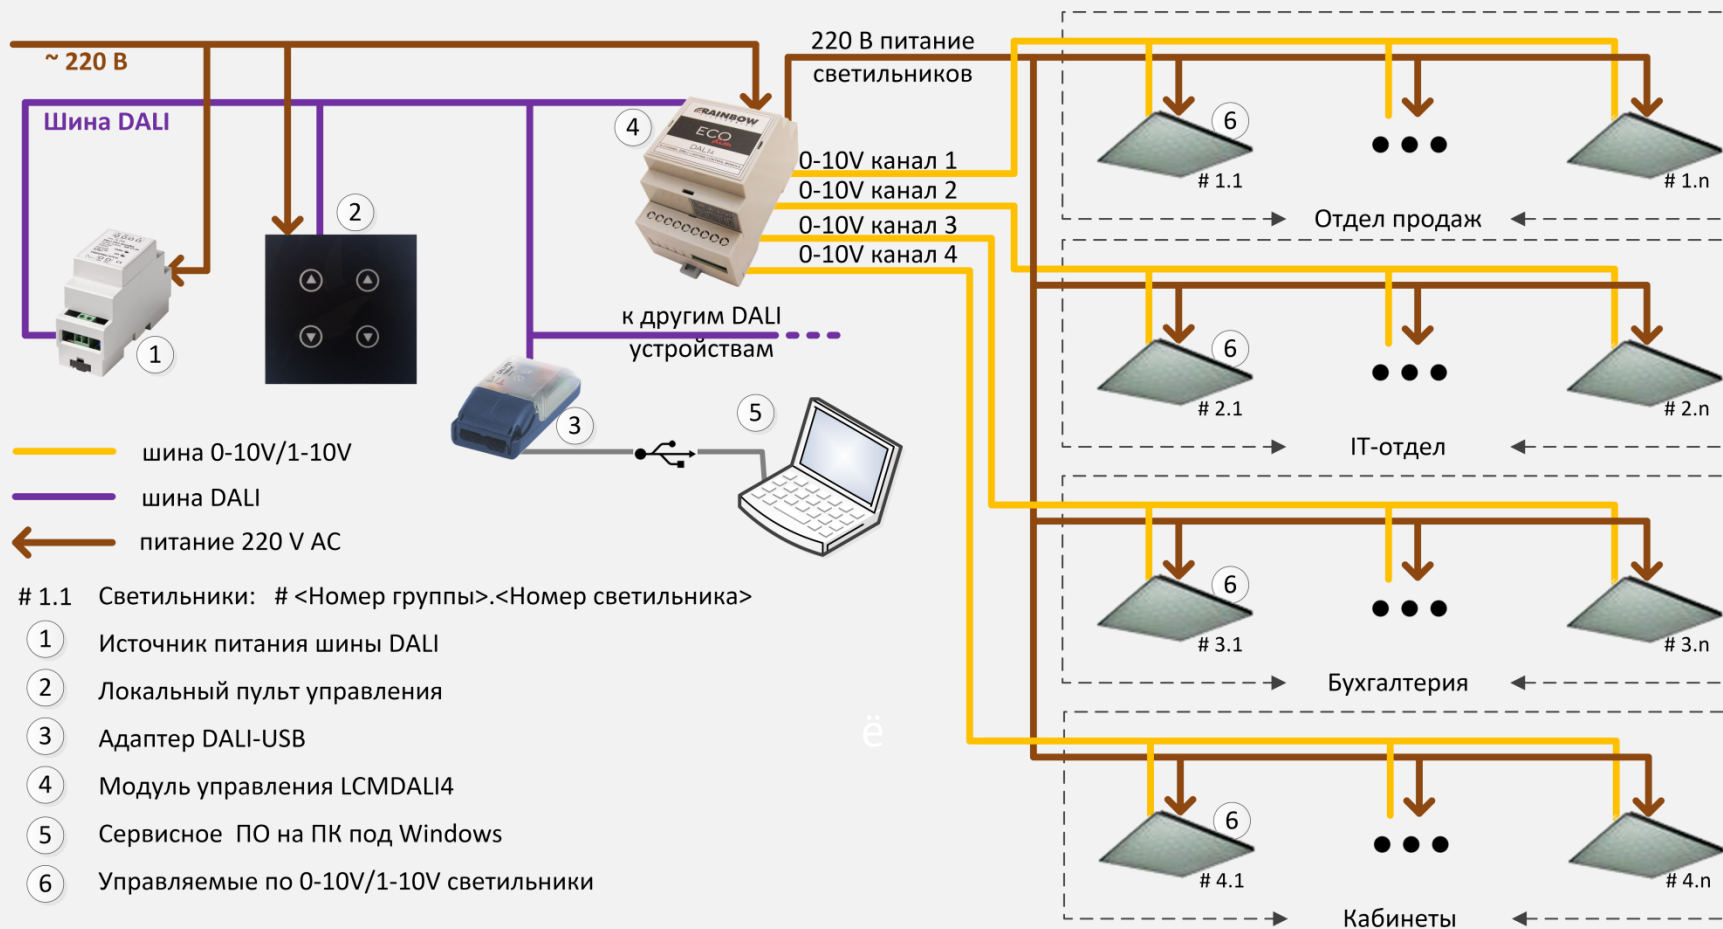 ~ 220 В
Шина DALI
220 В питание
светильников
4
RAINBOW
ECO
DALI4
0-10V канал 1
0-10V канал 2
0-10V канал 3
0-10V канал 4
2
1
к другим DALI
устройствам
3
5
6
# 1.1
# 1.n
Отдел продаж
6
# 2.1
# 2.n
IT-отдел
6
# 3.1
# 3.n
Бухгалтерия
6
# 4.1
# 4.n
Кабинеты
шина 0-10V/1-10V
шина DALI
питание 220 V AC
# 1.1 Светильники: # <Номер группы>.<Номер светильника>
1 Источник питания шины DALI
2 Локальный пульт управления
3 Адаптер DALI-USB
4 Модуль управления LCMDALI4
5 Сервисное ПО на ПК под Windows
6 Управляемые по 0-10V/1-10V светильники
ё